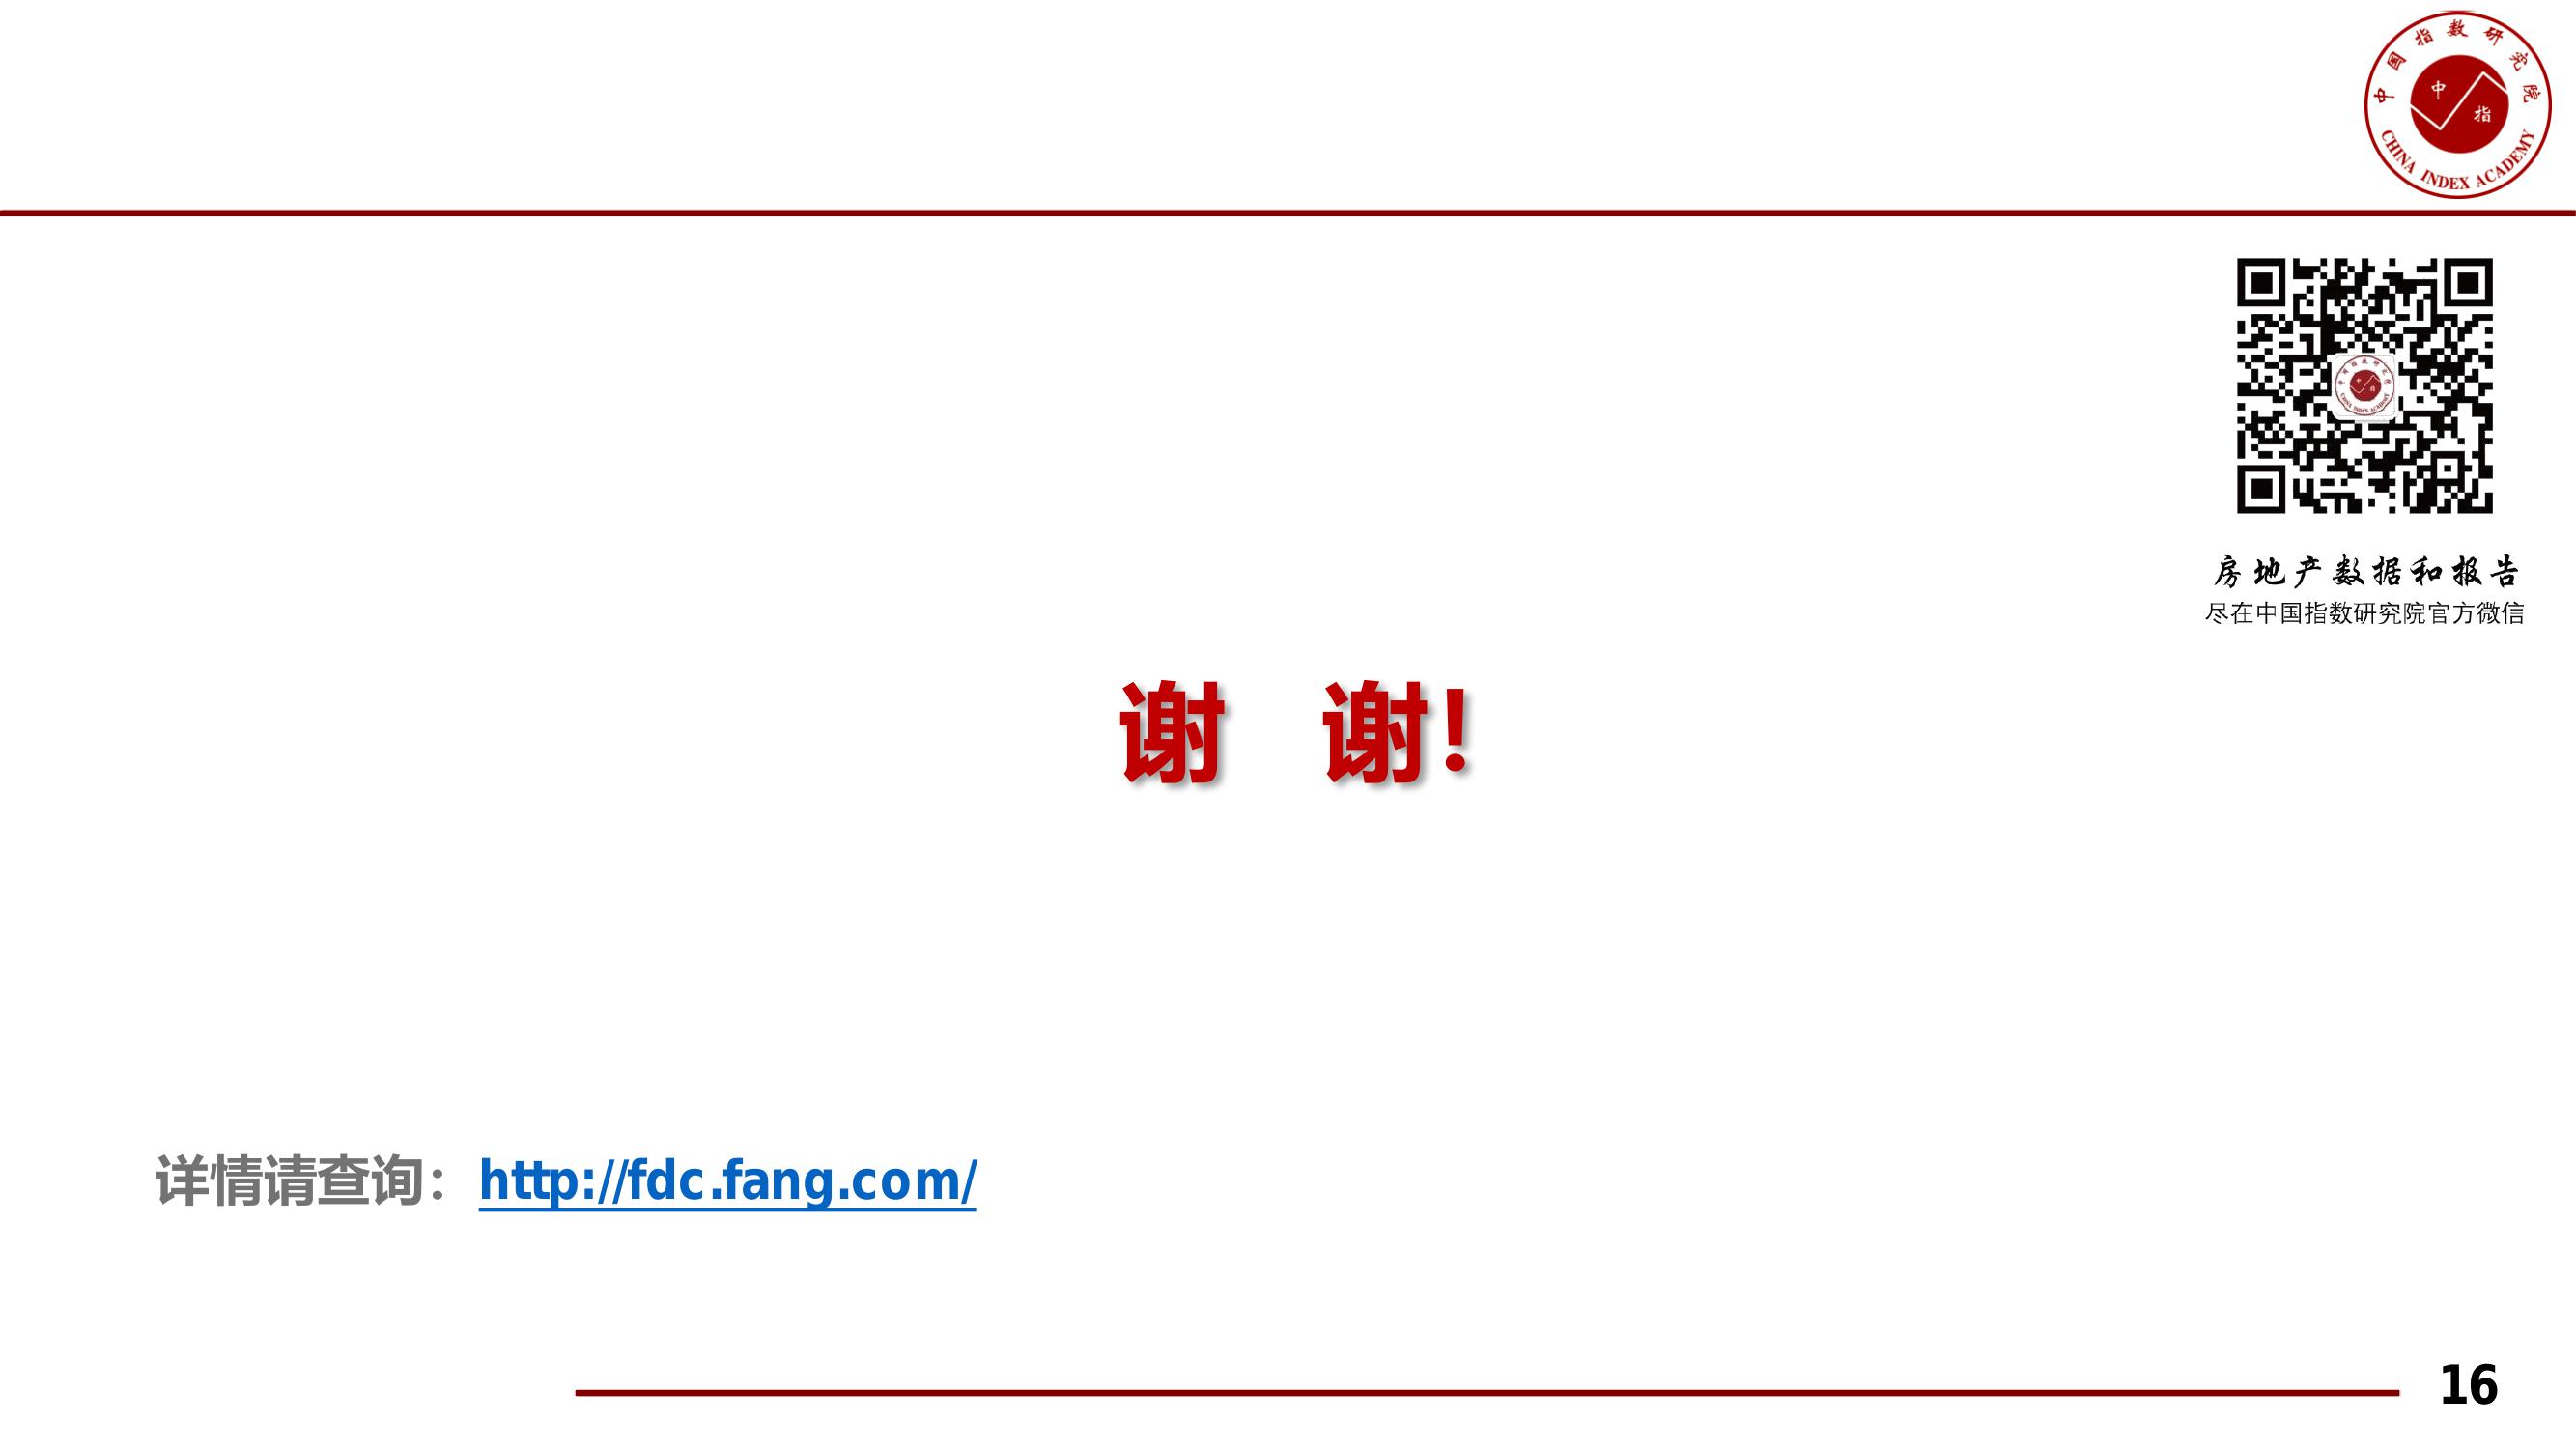 中国指数研究院
中
指
CHINA INDEX ACADEMY
房地产数据和报告
尽在中国指数研究院官方微信
谢 谢！
详情请查询：http://fdc.fang.com/
16